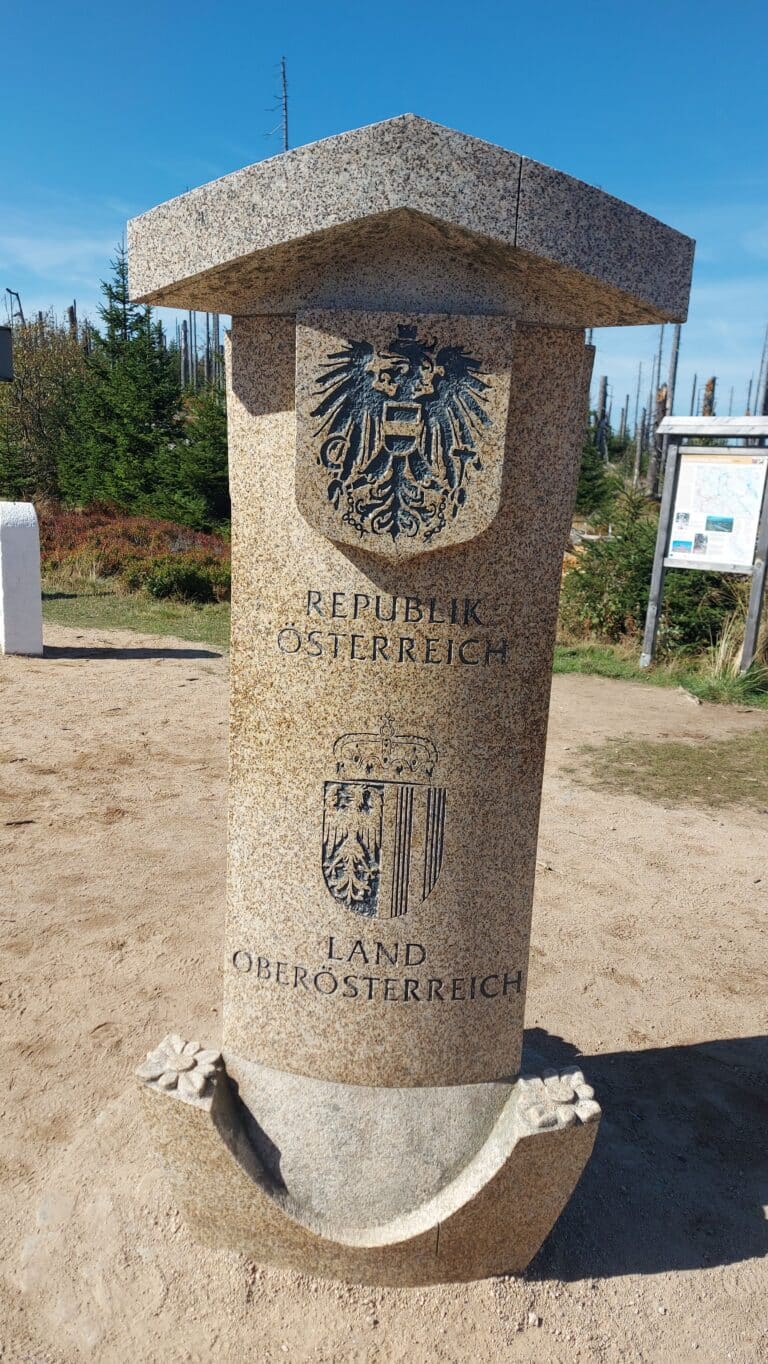 REPUBLIK
ÖSTERREICH
LAND
OBERÖSTERREICH